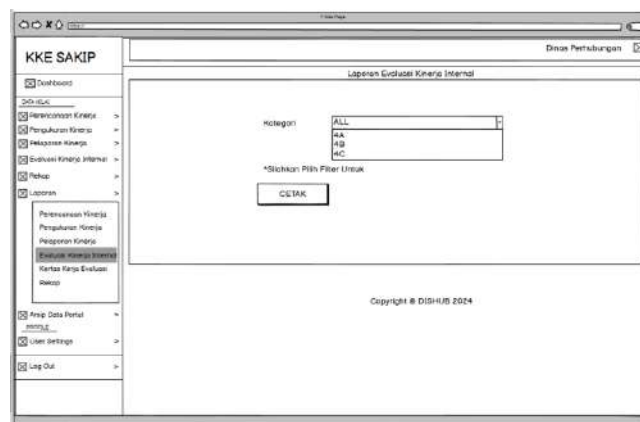 KKE SAKIP
Dinas Perhubungan
Dashboard
Laporan Evaluasi Kinerja Internal
Perencanaan Kinerja >
Pengukuran Kinerja >
Pelaporan Kinerja >
Evaluasi Kinerja Internal >
Rekap >
Laporan >
Kategori
ALL
4A
4B
4C
*Silahkan Pilih Filter Untuk
CETAK
Perencanaan Kinerja
Pengukuran Kinerja
Pelaporan Kinerja
Evaluasi Kinerja Internal
Kertas Kerja Evaluasi
Rekap
Copyright @ DISHUB 2024
Arsip Data Portal >
PROFILE
User Settings >
Log Out >